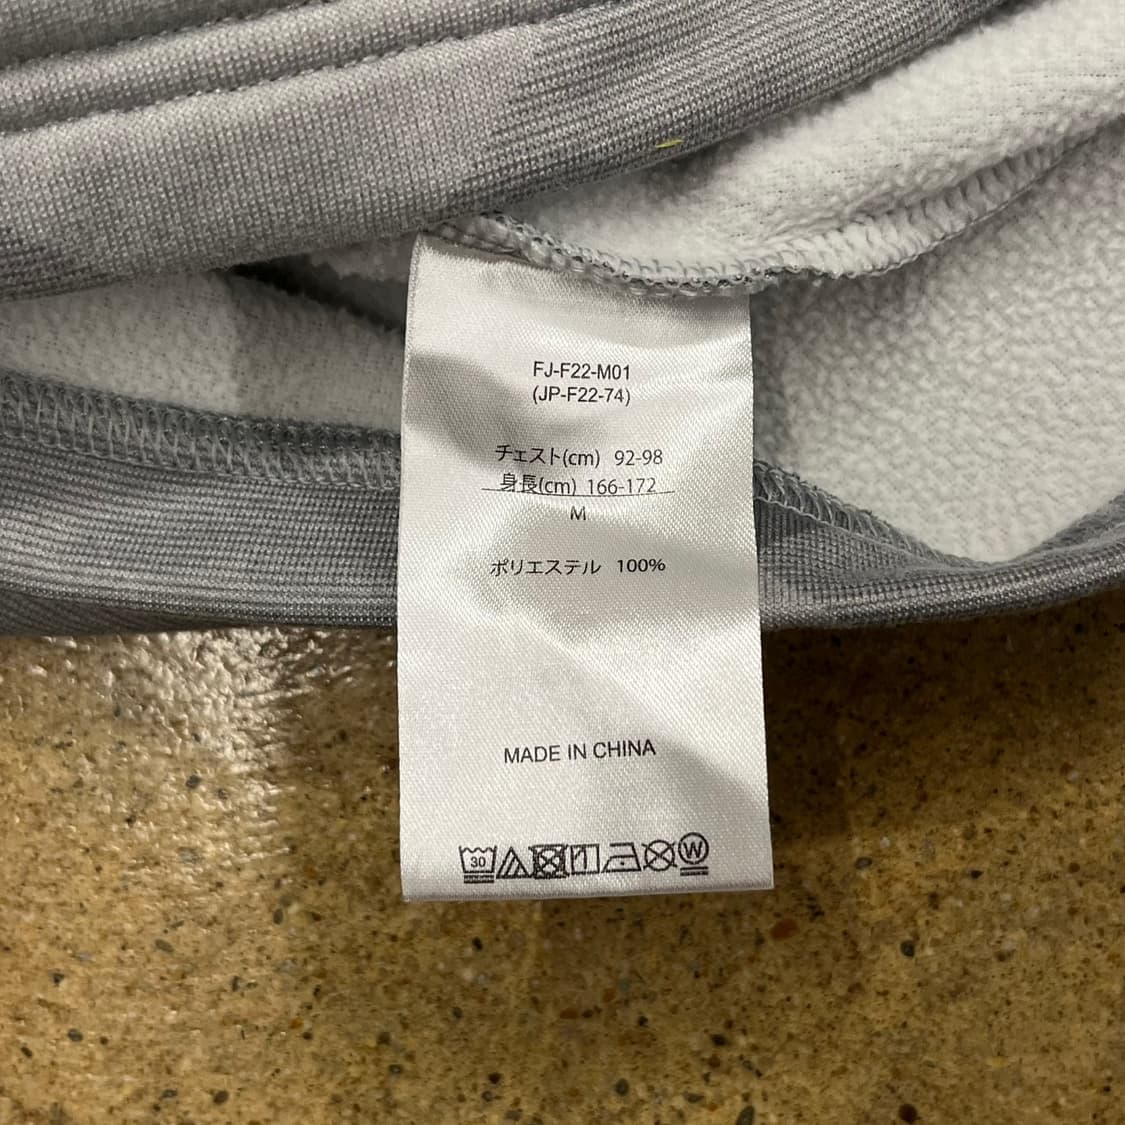 FJ-F22-M01
(JP-F22-74)
チェスト(cm) 92-98
身長(cm) 166-172
M
ポリエステル 100%
MADE IN CHINA
30 W